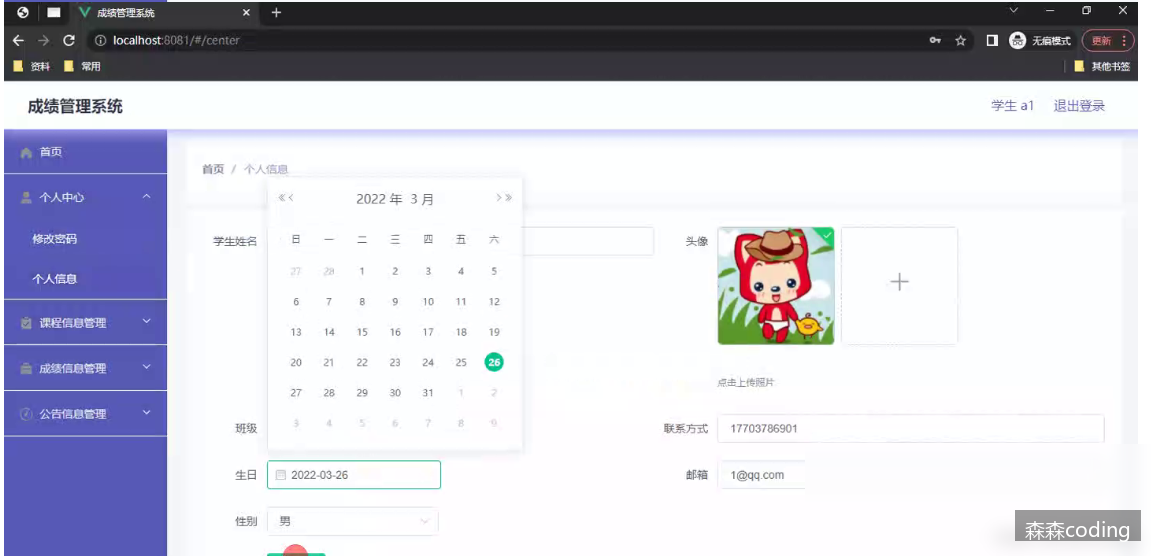 成绩管理系统
localhost:8081/#/center
无痕模式
更新
资料
常用
其他书签
成绩管理系统
学生 a1
退出登录
首页
个人中心
修改密码
个人信息
课程信息管理
成绩信息管理
公告信息管理
首页 / 个人信息
2022 年 3 月
日 一 二 三 四 五 六
27 28 1 2 3 4 5
6 7 8 9 10 11 12
13 14 15 16 17 18 19
20 21 22 23 24 25 26
27 28 29 30 31 1 2
3 4 5 6 7 8 9
学生姓名
头像
点击上传照片
班级
联系方式 17703786901
生日 2022-03-26
邮箱 1@qq.com
性别 男
森森coding